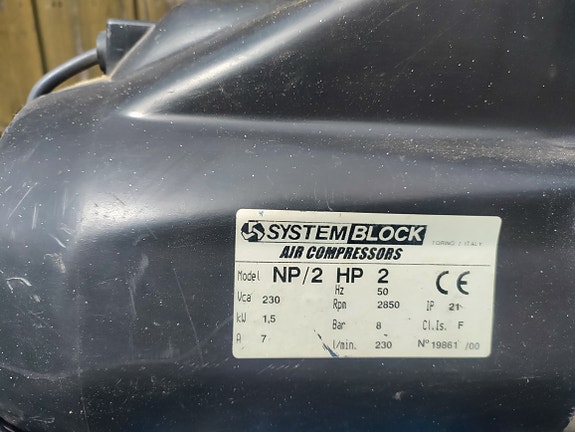 SYSTEM BLOCK TORINO / ITALY
AIR COMPRESSORS
Model NP/2 HP 2 CE
Vca 230 Hz 50
kW 1,5 Rpm 2850 IP 21
A 7 Bar 8 Cl.Is. F
l/min. 230 N° 19861 /00